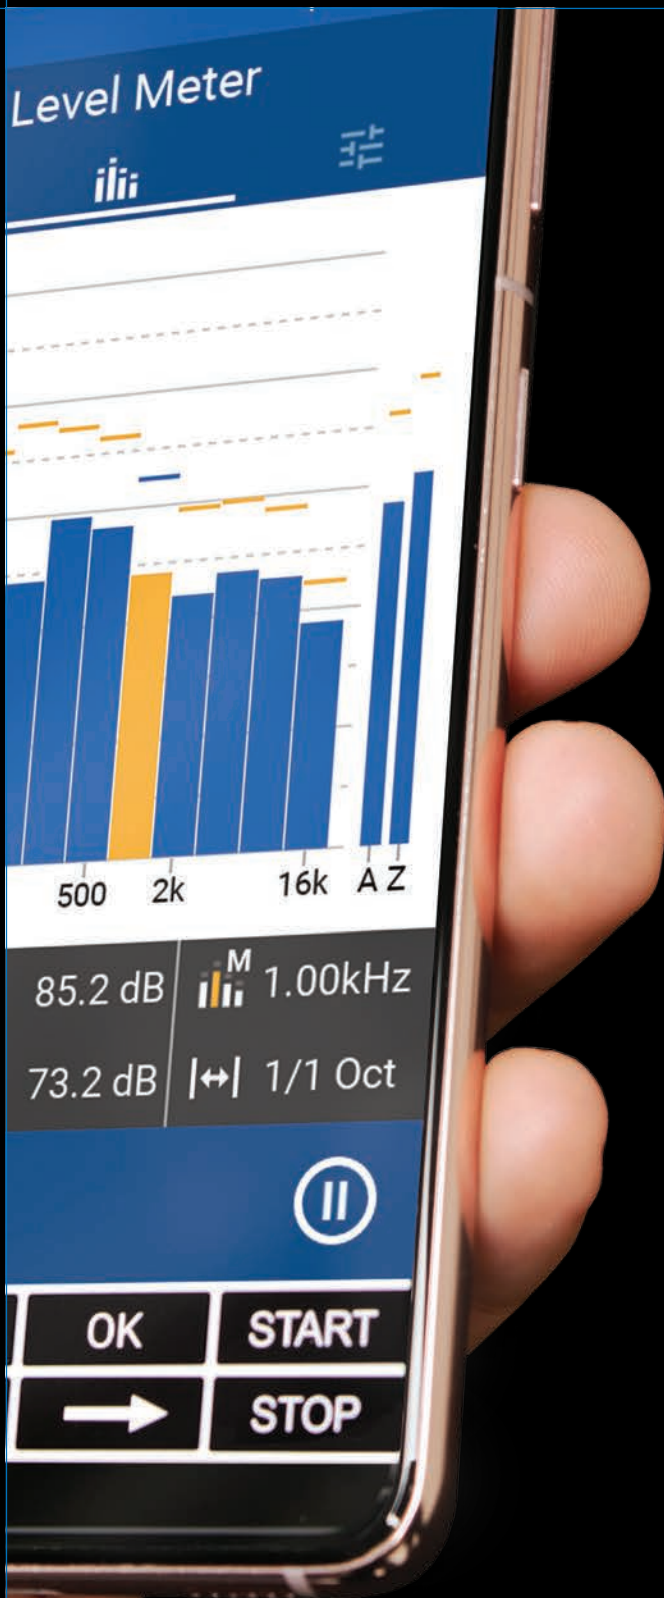 Level Meter
500 2k 16k A Z
85.2 dB M 1.00kHz
73.2 dB 1/1 Oct
OK START
STOP